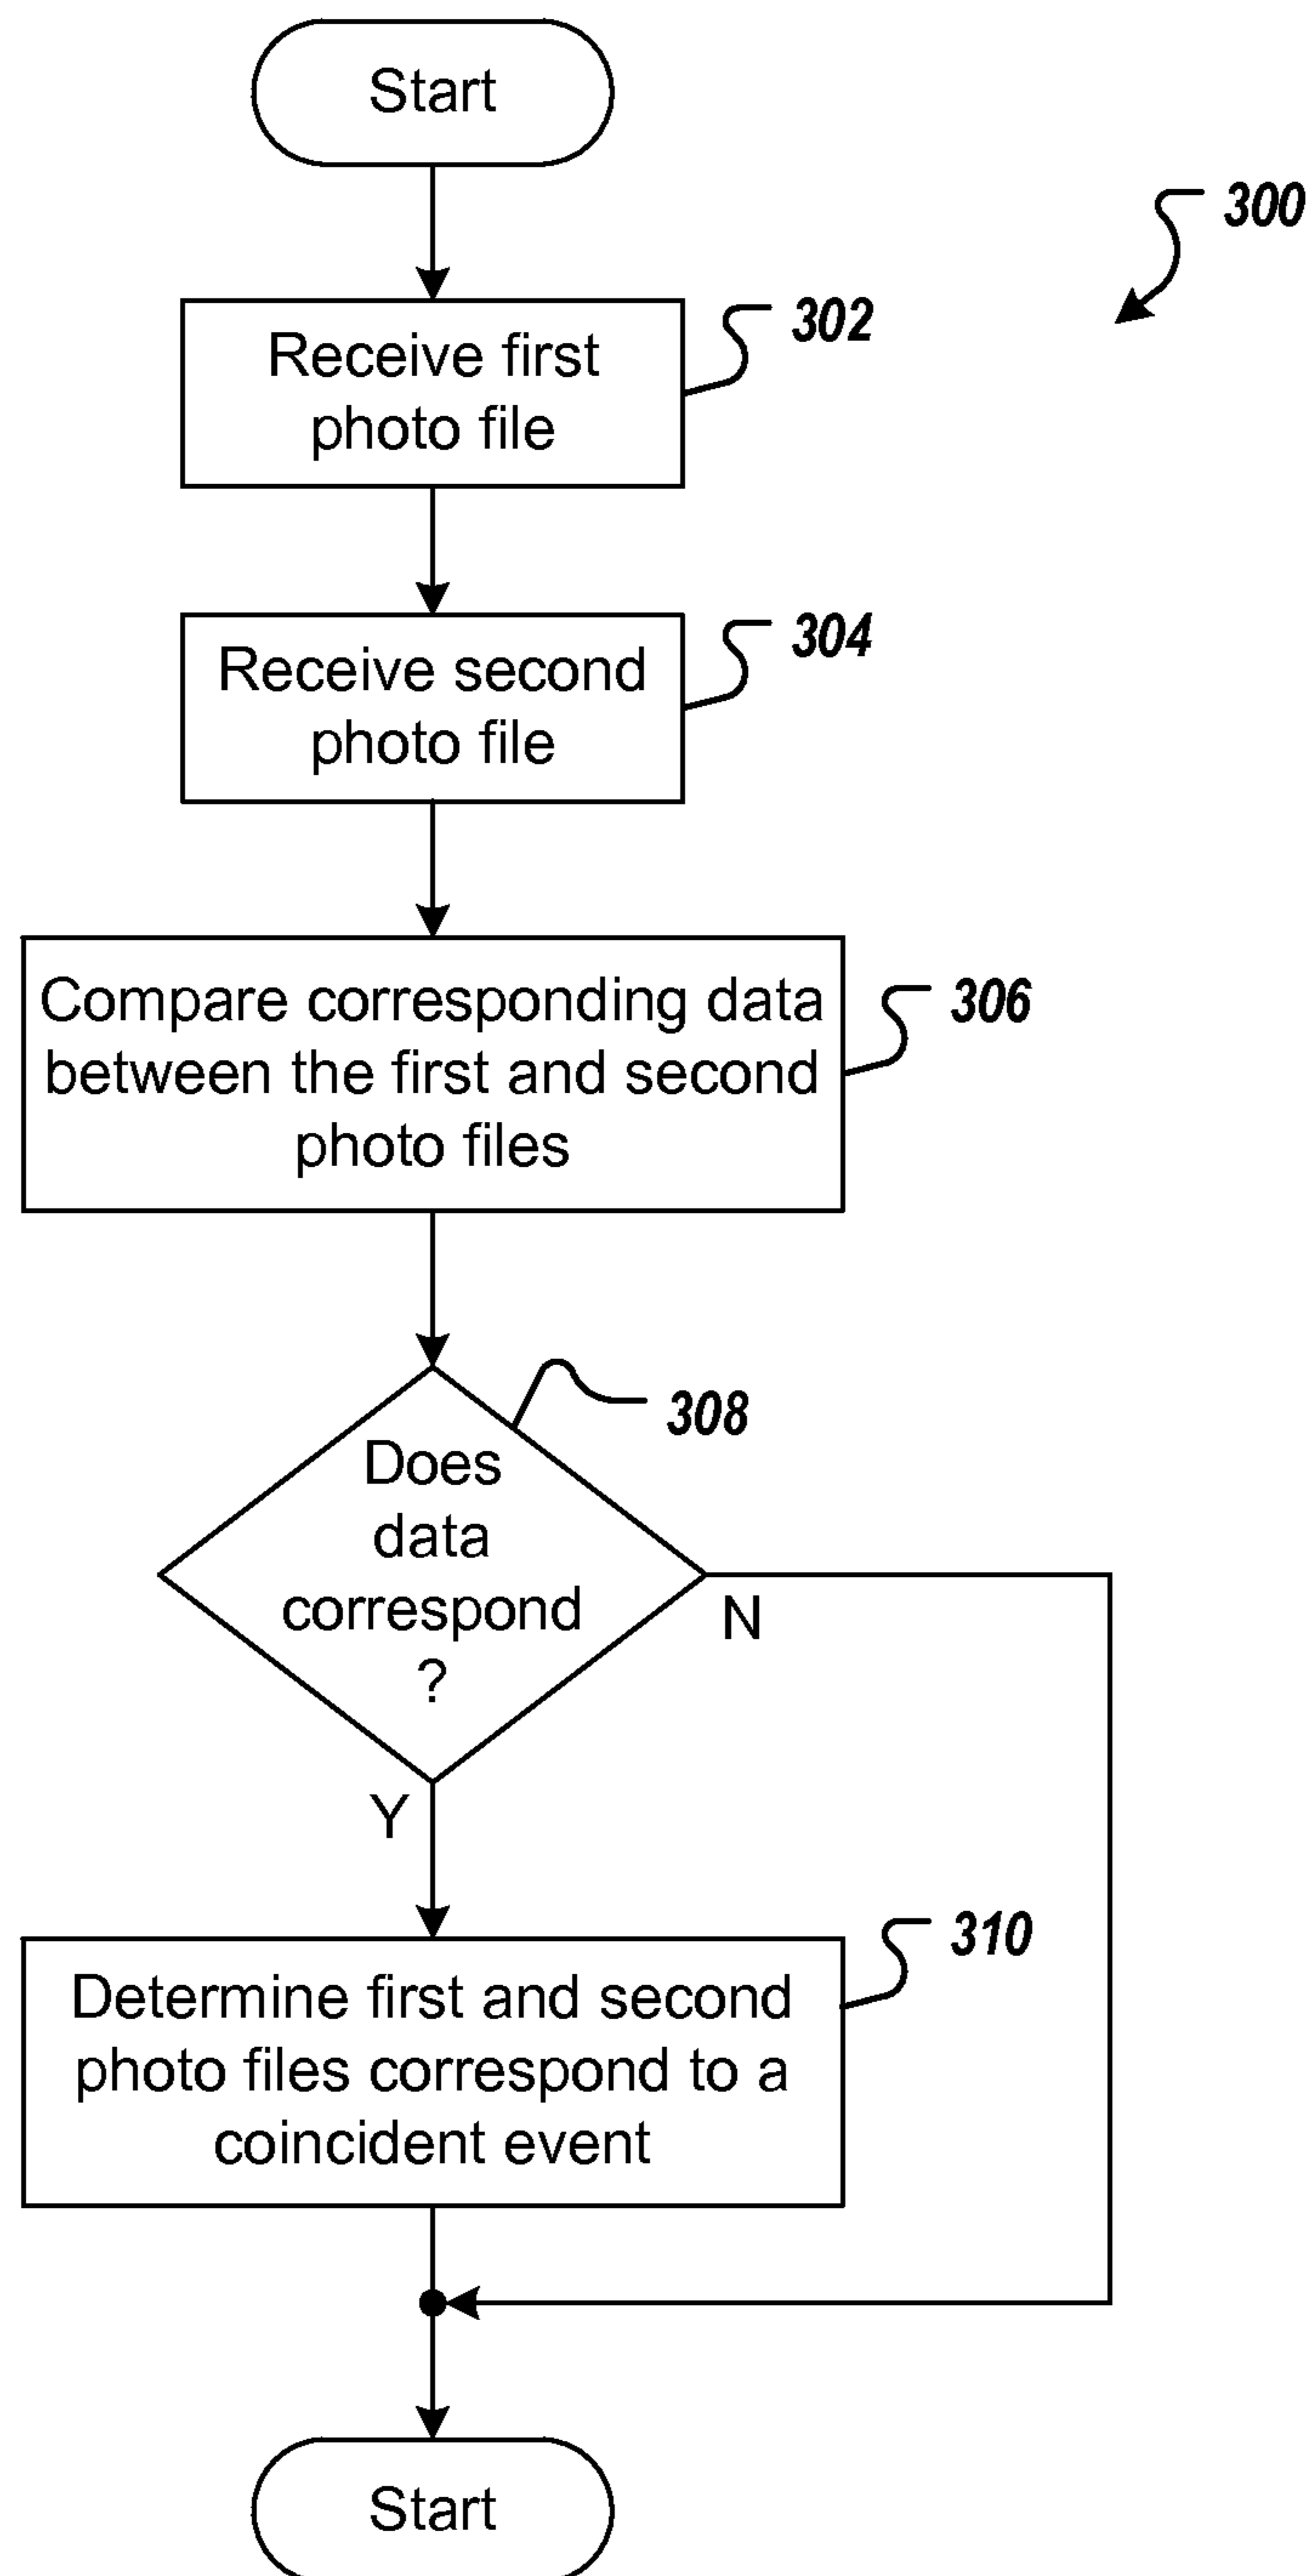 Start
300
302
Receive first
photo file
304
Receive second
photo file
306
Compare corresponding data
between the first and second
photo files
308
Does
data
correspond
?
N
Y
310
Determine first and second
photo files correspond to a
coincident event
Start